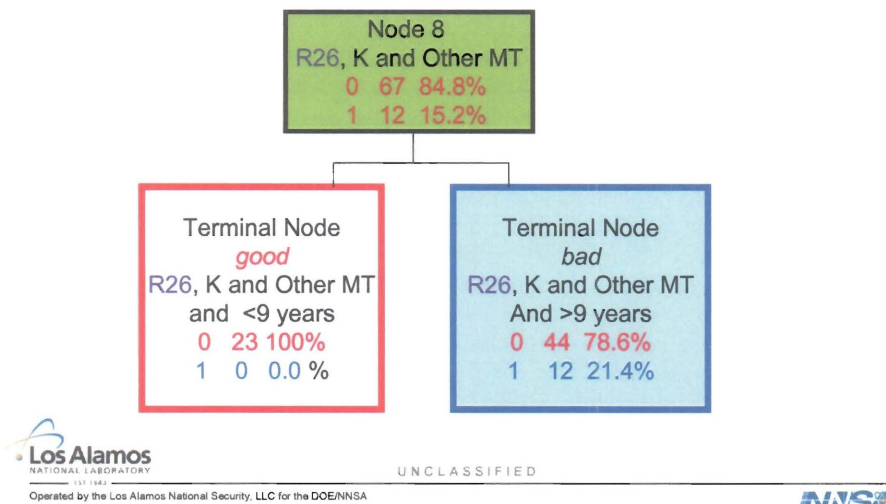 Node 8
R26, K and Other MT
0 67 84.8%
1 12 15.2%
Terminal Node
good
R26, K and Other MT
and <9 years
0 23 100%
1 0 0.0 %
Terminal Node
bad
R26, K and Other MT
And >9 years
0 44 78.6%
1 12 21.4%
Los Alamos
NATIONAL LABORATORY
EST. 1943
UNCLASSIFIED
Operated by the Los Alamos National Security, LLC for the DOE/NNSA